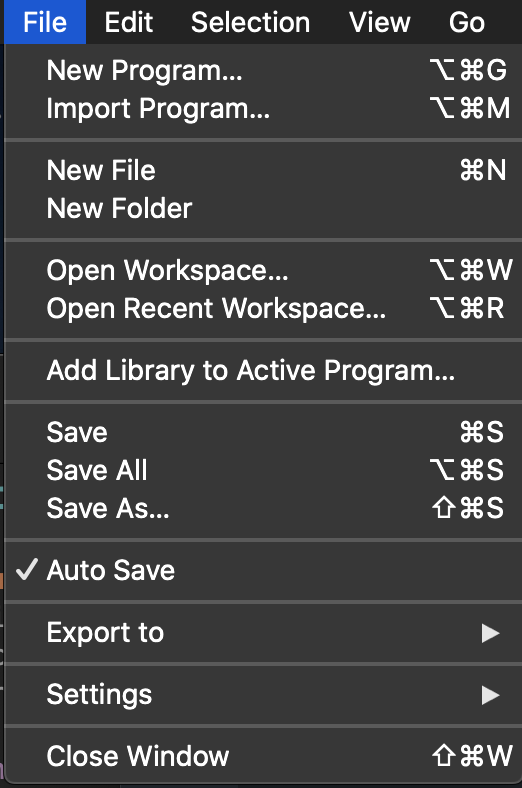 File Edit Selection View Go
New Program... ⌥⌘G
Import Program... ⌥⌘M
New File ⌘N
New Folder
Open Workspace... ⌥⌘W
Open Recent Workspace... ⌥⌘R
Add Library to Active Program...
Save ⌘S
Save All ⌥⌘S
Save As... ⇧⌘S
✓ Auto Save
Export to ▶
Settings ▶
Close Window ⇧⌘W